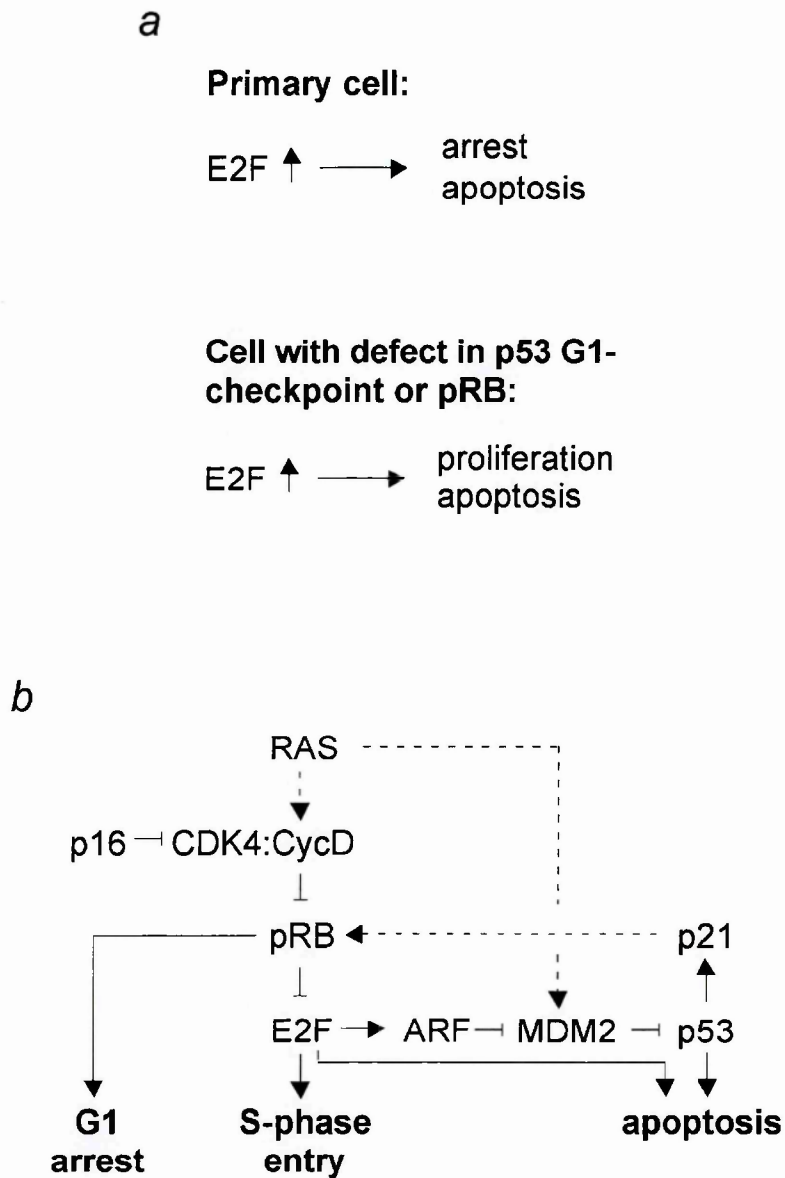 a
Primary cell:
E2F
arrest
apoptosis
Cell with defect in p53 G1-
checkpoint or pRB:
E2F
proliferation
apoptosis
b
RAS
p16 CDK4:CycD
pRB p21
E2F ARF MDM2 p53
G1
arrest
S-phase
entry
apoptosis